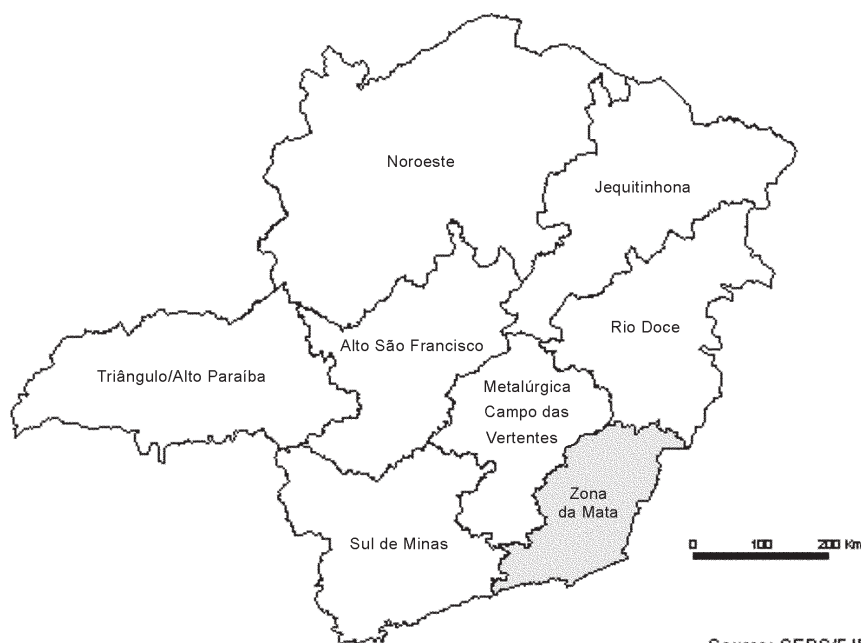 Noroeste
Jequitinhona
Rio Doce
Alto São Francisco
Triângulo/Alto Paraíba
Metalúrgica
Campo das
Vertentes
Zona
da Mata
Sul de Minas
0 100 200 Km